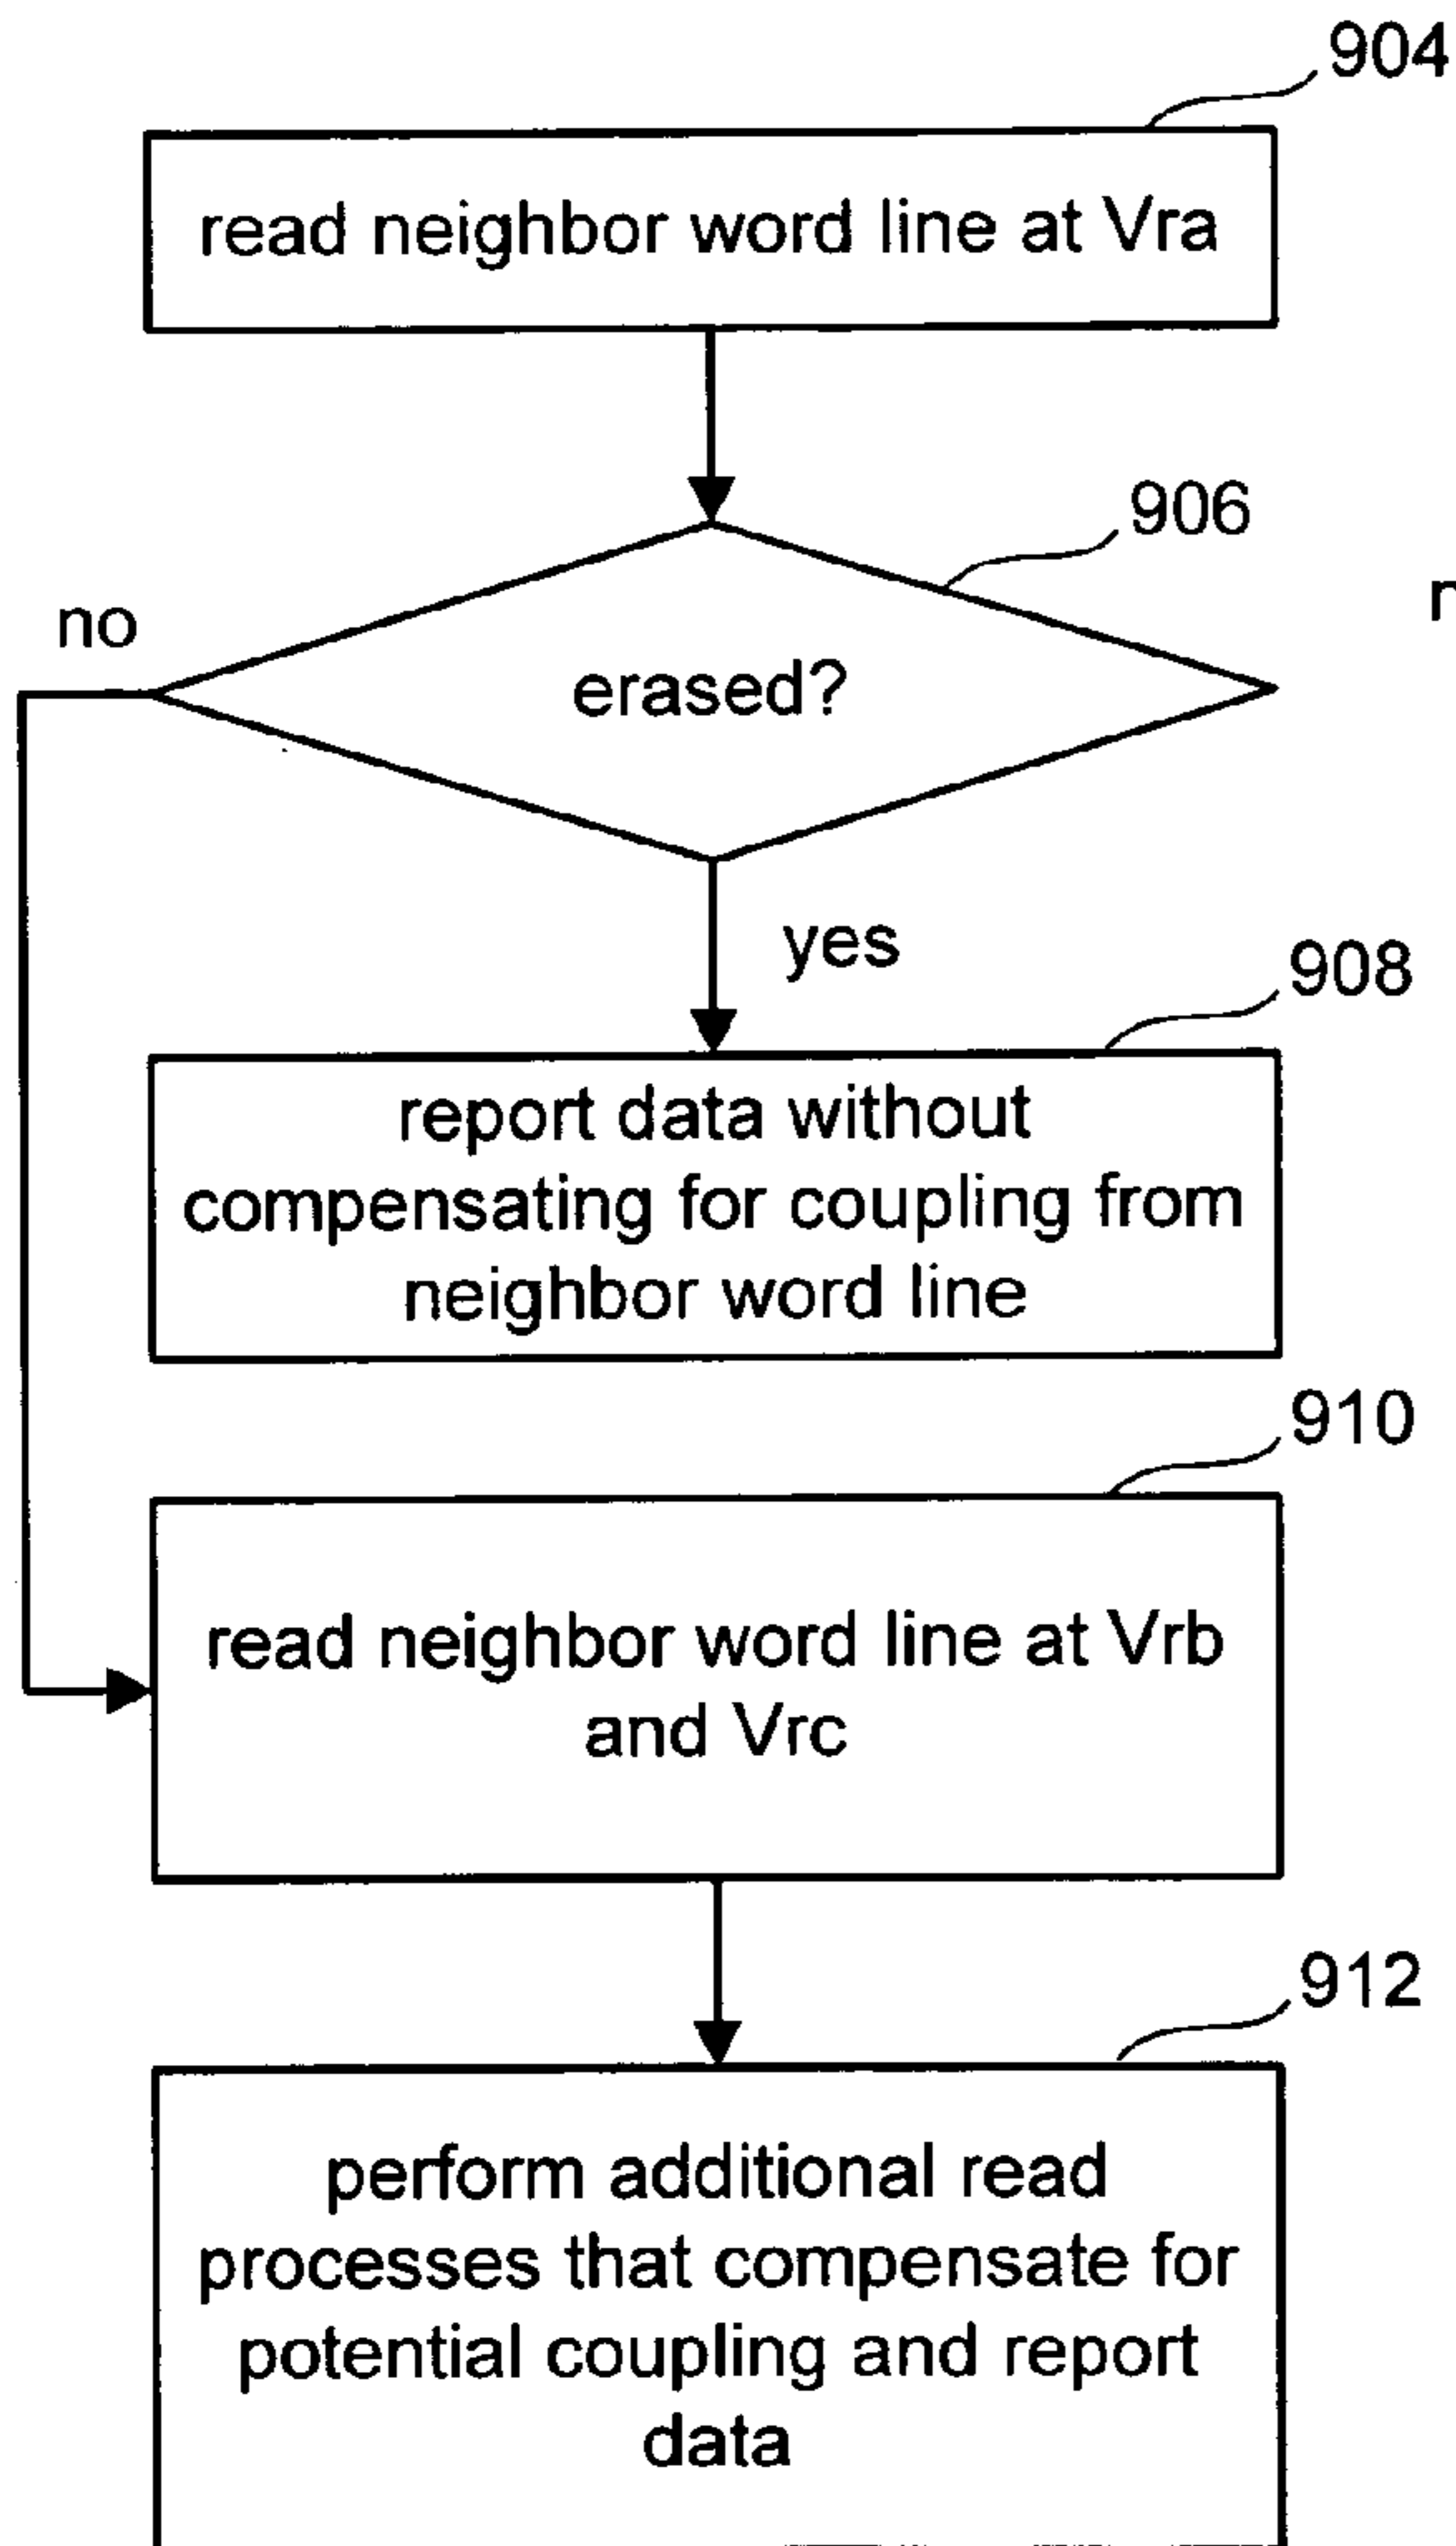 904
read neighbor word line at Vra
906
no
erased?
yes
908
report data without
compensating for coupling from
neighbor word line
910
read neighbor word line at Vrb
and Vrc
912
perform additional read
processes that compensate for
potential coupling and report
data